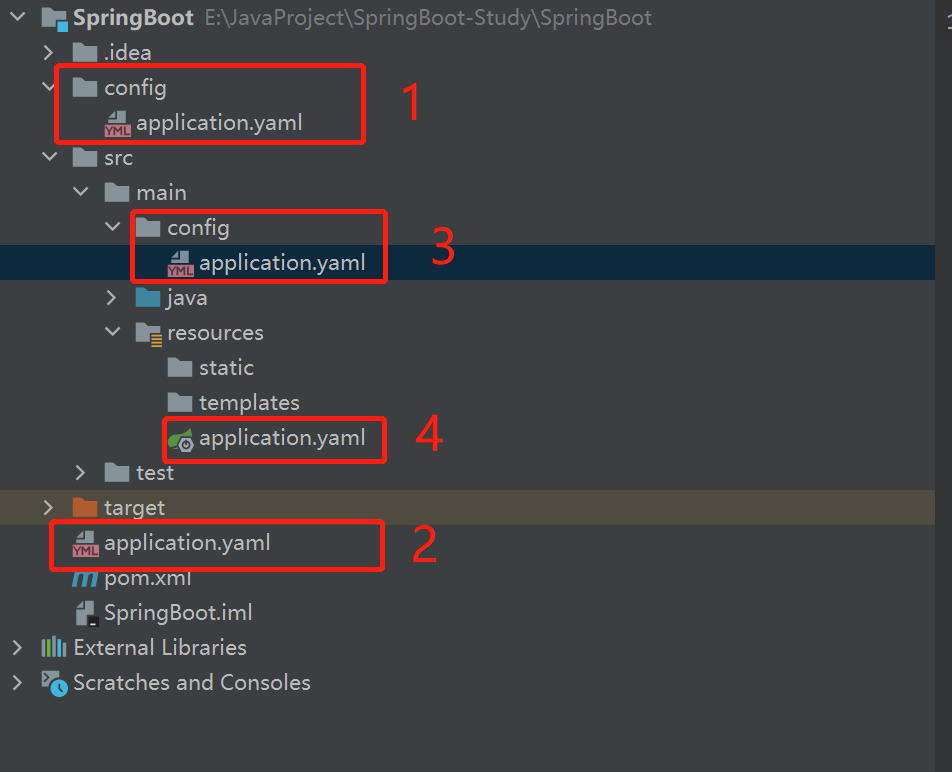 SpringBoot E:\JavaProject\SpringBoot-Study\SpringBoot
.idea
config 1
YML application.yaml
src
main
config 3
YML application.yaml
java
resources
static
templates
application.yaml 4
test
target
YML application.yaml 2
pom.xml
SpringBoot.iml
External Libraries
Scratches and Consoles